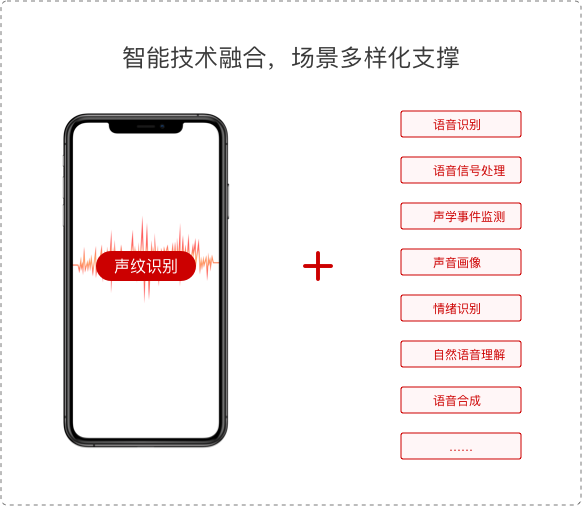 智能技术融合，场景多样化支撑
声纹识别
语音识别
语音信号处理
声学事件监测
声音画像
情绪识别
自然语音理解
语音合成
……